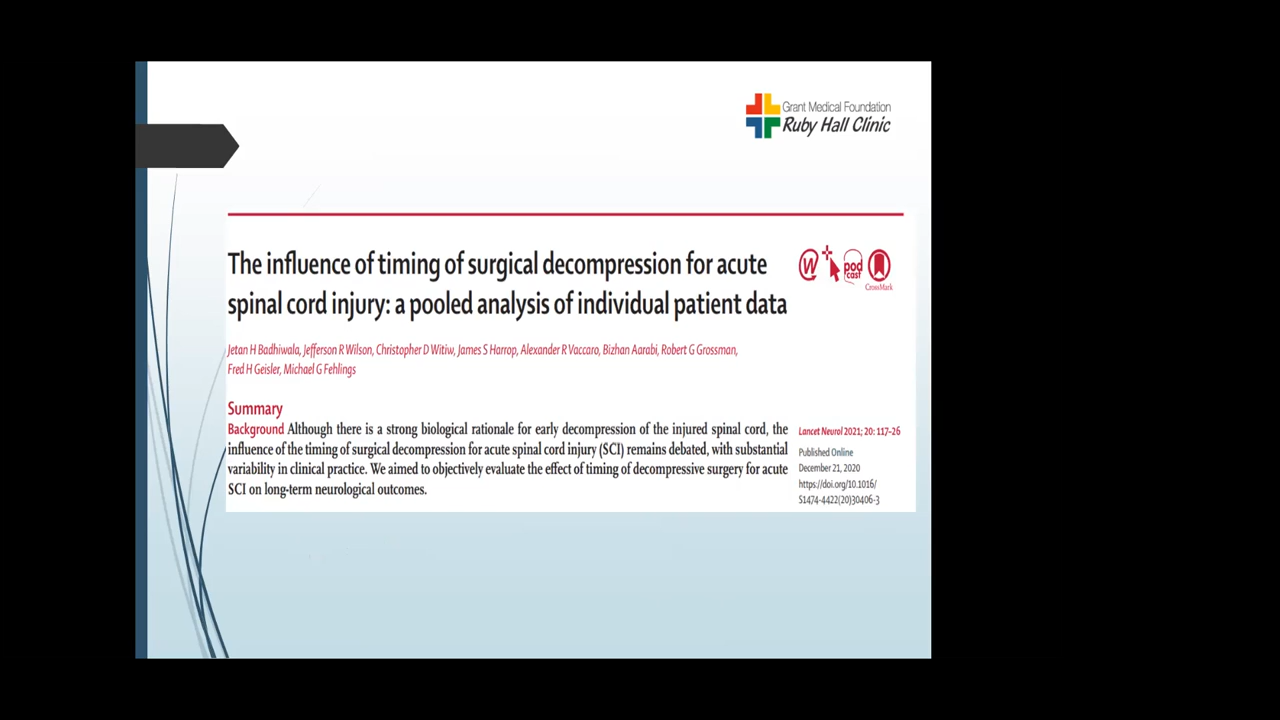 Grant Medical Foundation
Ruby Hall Clinic
The influence of timing of surgical decompression for acute
spinal cord injury: a pooled analysis of individual patient data
W
pod
cast
CrossMark
Jetan H Badhiwala, Jefferson R Wilson, Christopher D Witiw, James S Harrop, Alexander R Vaccaro, Bizhan Aarabi, Robert G Grossman,
Fred H Geisler, Michael G Fehlings
Summary
Background Although there is a strong biological rationale for early decompression of the injured spinal cord, the
influence of the timing of surgical decompression for acute spinal cord injury (SCI) remains debated, with substantial
variability in clinical practice. We aimed to objectively evaluate the effect of timing of decompressive surgery for acute
SCI on long-term neurological outcomes.
Lancet Neurol 2021; 20: 117–26
Published Online
December 21, 2020
https://doi.org/10.1016/
S1474-4422(20)30406-3